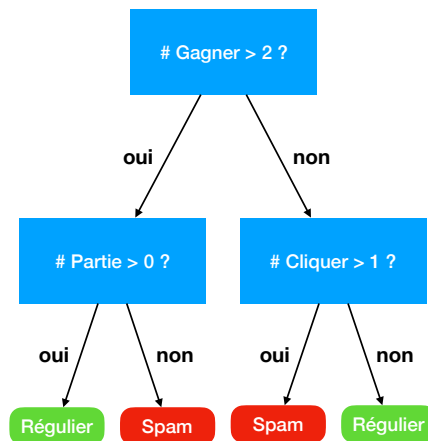 # Gagner > 2 ?
oui
non
# Partie > 0 ?
# Cliquer > 1 ?
oui
non
oui
non
Régulier
Spam
Spam
Régulier